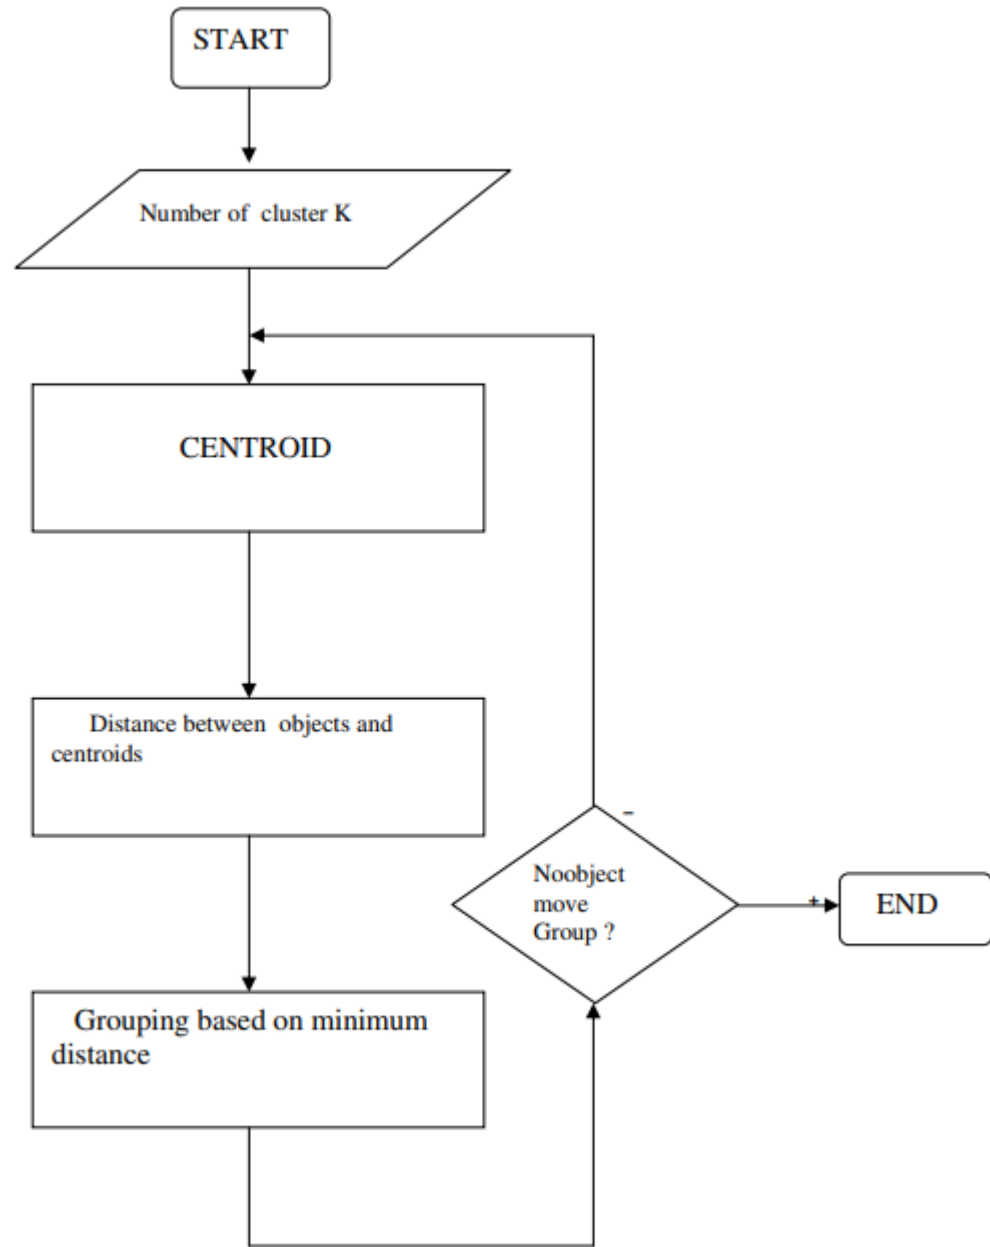 START
Number of cluster K
CENTROID
Distance between objects and
centroids
Grouping based on minimum
distance
-
Noobject
move
Group ?
+
END